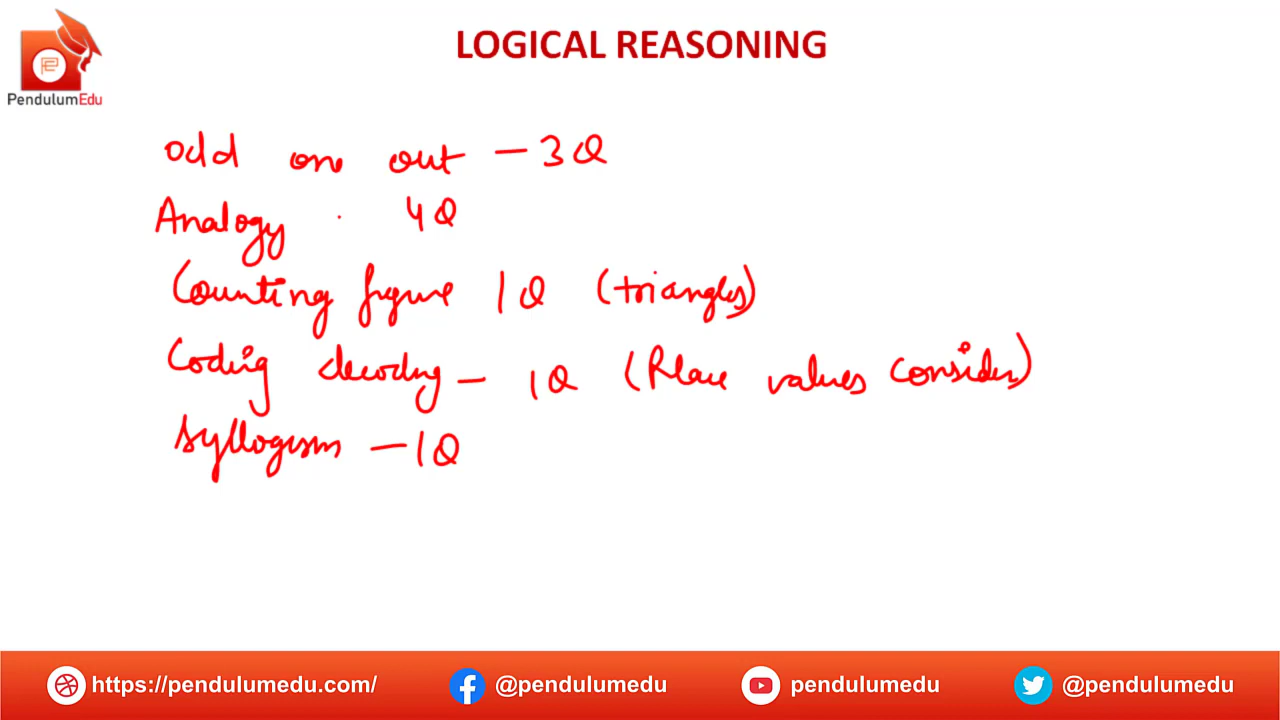 LOGICAL REASONING
PendulumEdu
odd one out - 3Q
Analogy 4Q
Counting figure 1Q (triangles)
Coding decoding - 1Q (Place values consider)
Syllogism - 1Q
https://pendulumedu.com/ @pendulumedu pendulumedu @pendulumedu